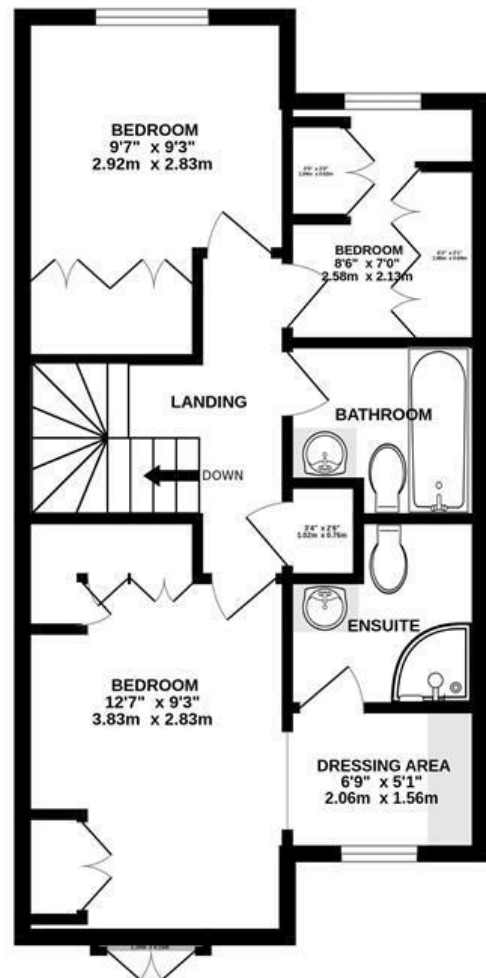 BEDROOM
9'7" x 9'3"
2.92m x 2.83m
BEDROOM
8'6" x 7'0"
2.58m x 2.13m
LANDING
BATHROOM
DOWN
3'4" x 2'6"
1.02m x 0.76m
ENSUITE
BEDROOM
12'7" x 9'3"
3.83m x 2.83m
DRESSING AREA
6'9" x 5'1"
2.06m x 1.56m